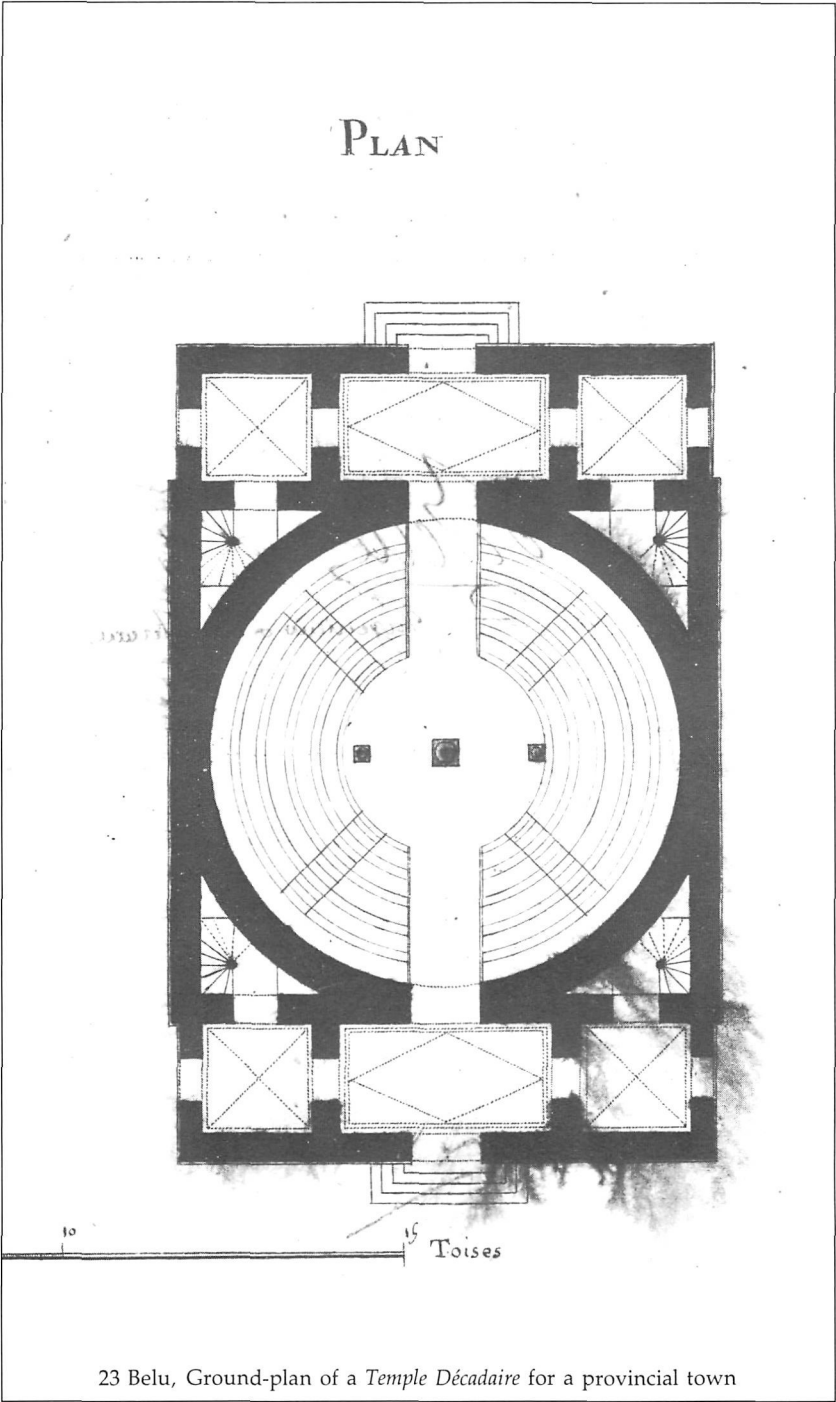 PLAN
10
15 Toises
23 Belu, Ground-plan of a Temple Décadaire for a provincial town